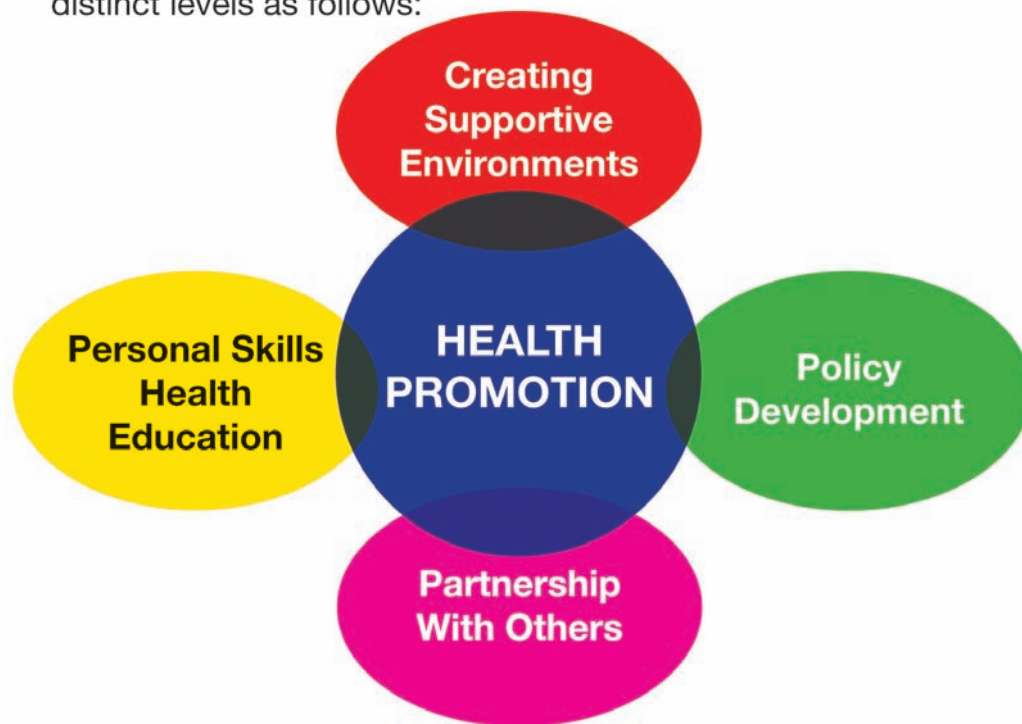 distinct levels as follows:
Creating
Supportive
Environments
Personal Skills
Health
Education
HEALTH
PROMOTION
Policy
Development
Partnership
With Others